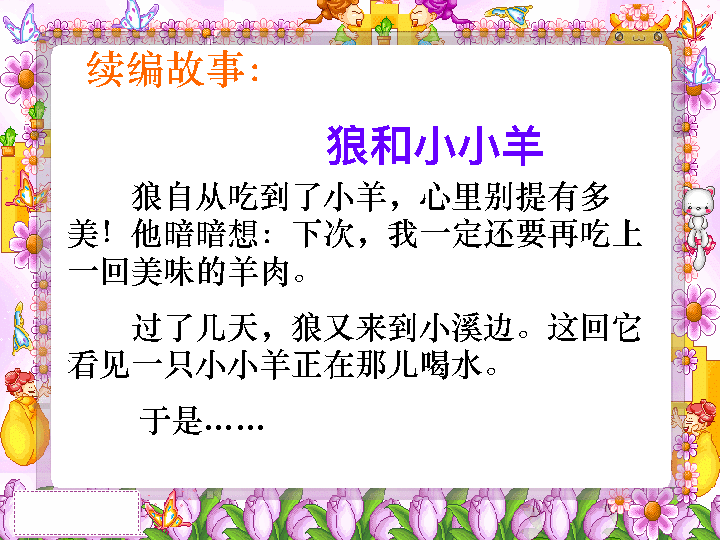 续编故事：
狼和小小羊
狼自从吃到了小羊，心里别提有多
美！他暗暗想：下次，我一定还要再吃上
一回美味的羊肉。
过了几天，狼又来到小溪边。这回它
看见一只小小羊正在那儿喝水。
于是……